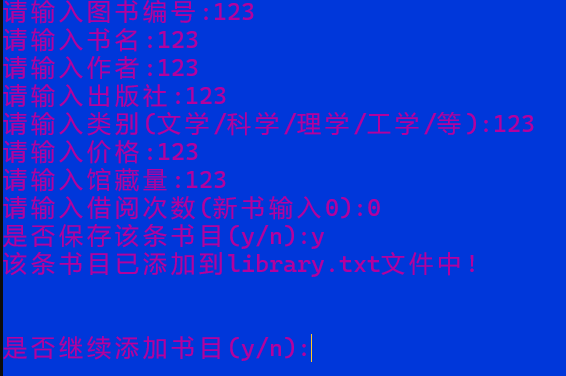 请输入图书编号:123
请输入书名:123
请输入作者:123
请输入出版社:123
请输入类别(文学/科学/理学/工学/等):123
请输入价格:123
请输入馆藏量:123
请输入借阅次数(新书输入0):0
是否保存该条书目(y/n):y
该条书目已添加到library.txt文件中!
是否继续添加书目(y/n):